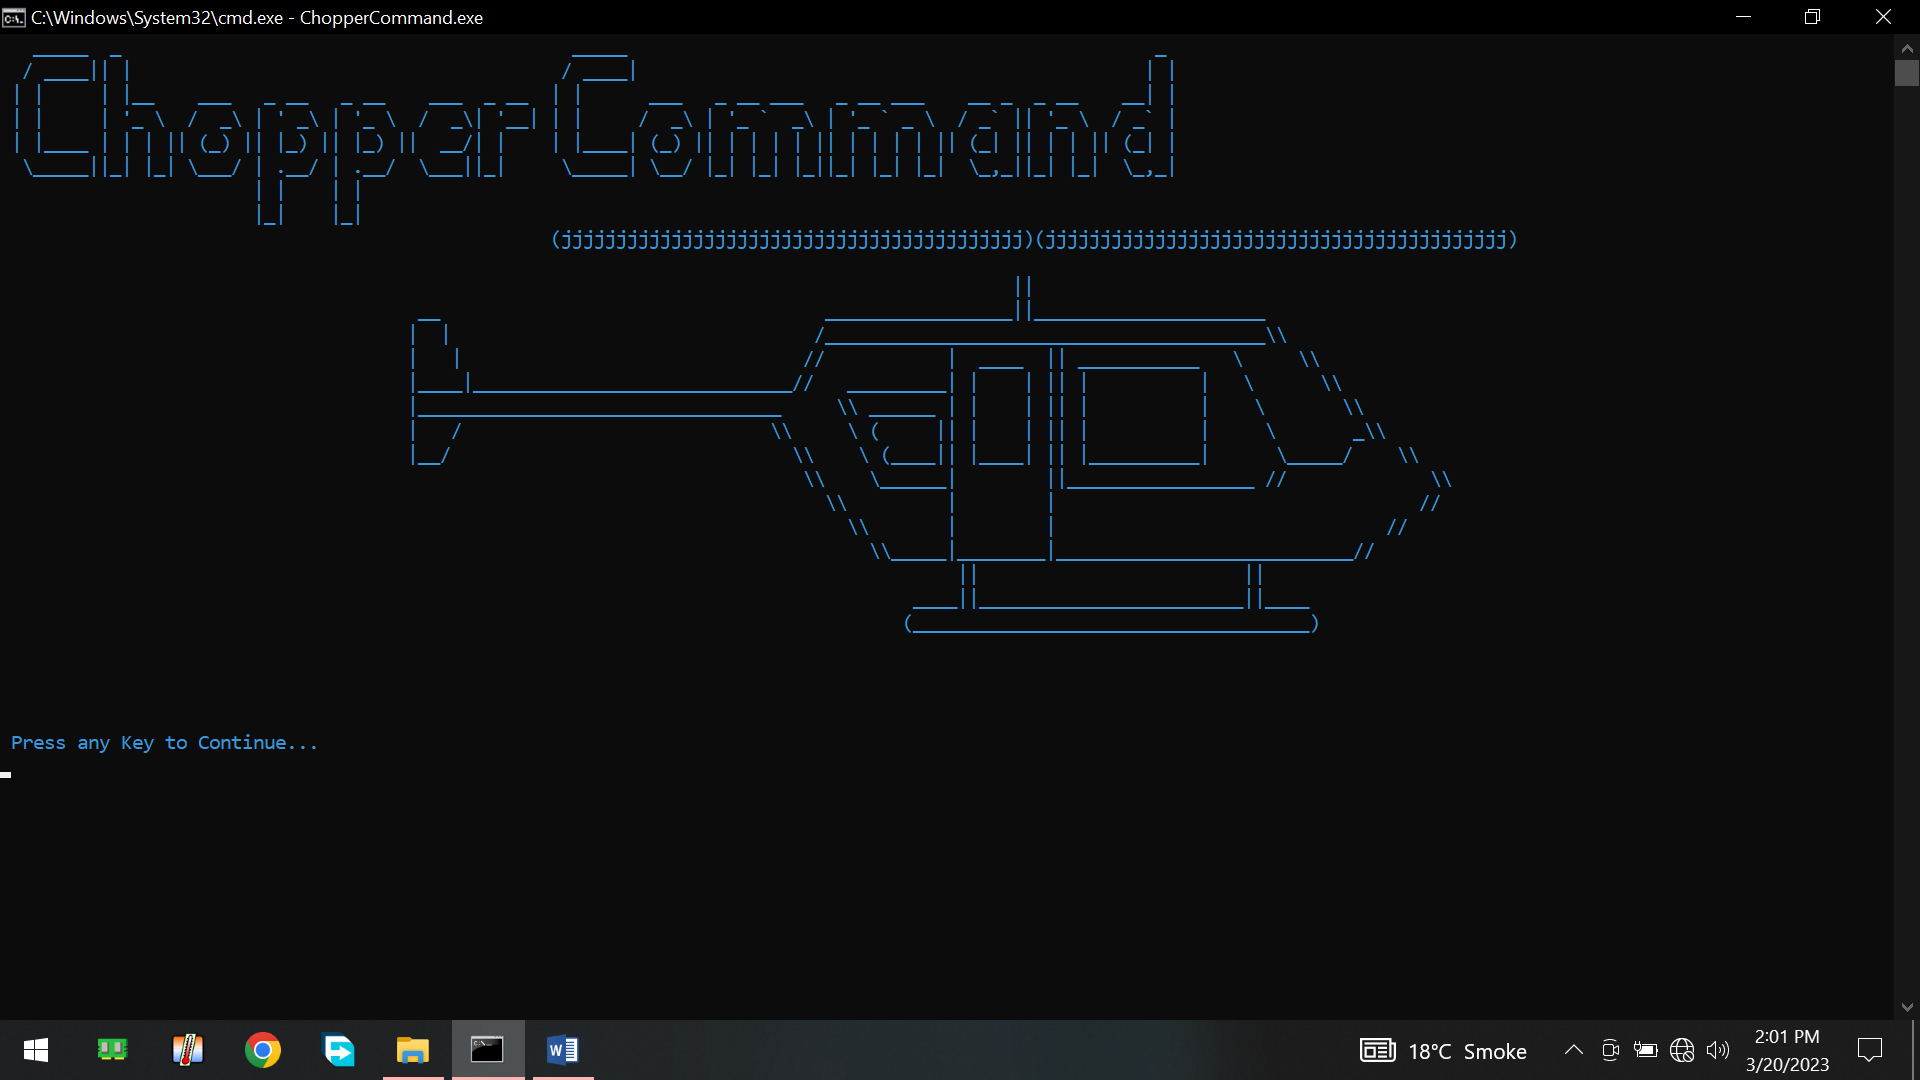 C:\Windows\System32\cmd.exe - ChopperCommand.exe
Chopper Command
(jjjjjjjjjjjjjjjjjjjjjjjjjjjjjjjjjjjjjjjjjj)(jjjjjjjjjjjjjjjjjjjjjjjjjjjjjjjjjjjjjjjjjj)
Press any Key to Continue...
18°C Smoke
2:01 PM
3/20/2023